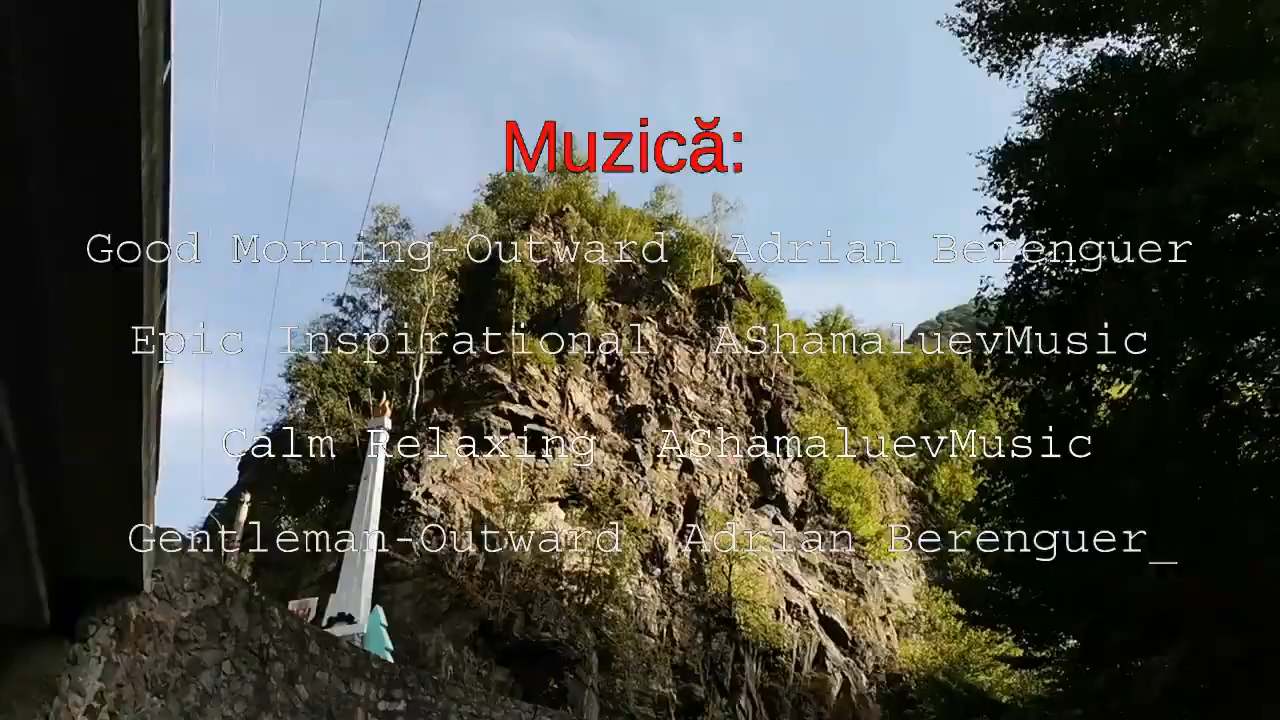 Muzică:
Good Morning-Outward  Adrian Berenguer
Epic Inspirational  AShamaluevMusic
Calm Relaxing  AShamaluevMusic
Gentleman-Outward  Adrian Berenguer_